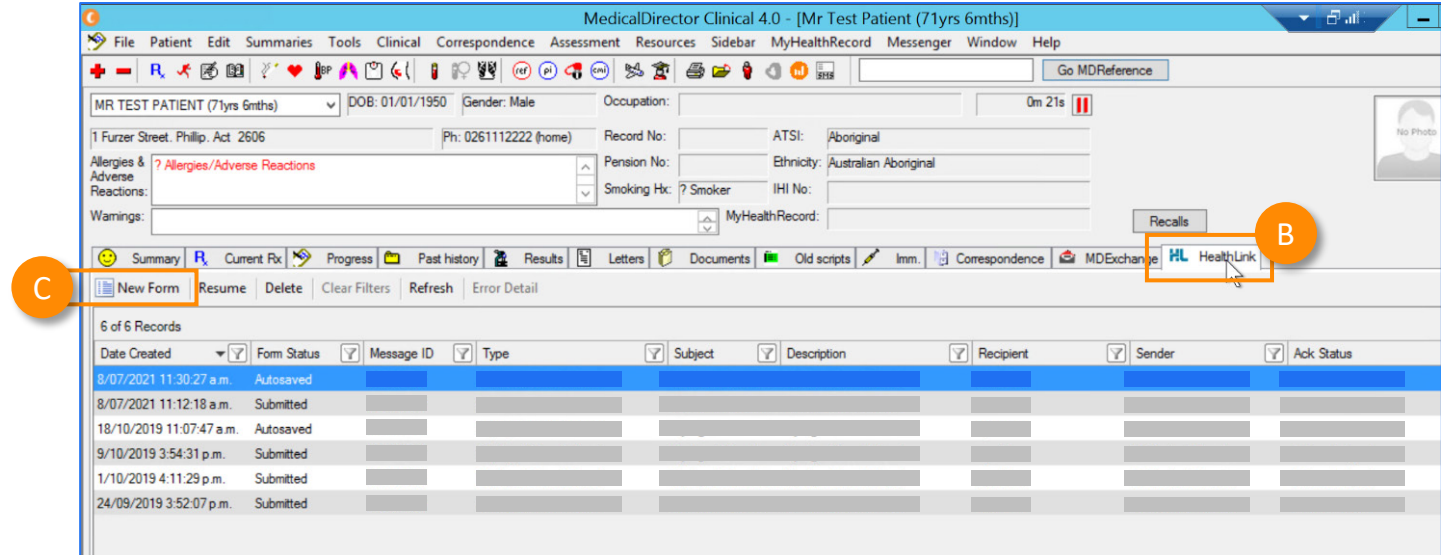 MedicalDirector Clinical 4.0 - [Mr Test Patient (71yrs 6mths)]
File Patient Edit Summaries Tools Clinical Correspondence Assessment Resources Sidebar MyHealthRecord Messenger Window Help
Rx BP ref pi cmi SMS Go MDReference
MR TEST PATIENT (71yrs 6mths) DOB: 01/01/1950 Gender: Male Occupation: 0m 21s
1 Furzer Street. Phillip. Act 2606 Ph: 0261112222 (home) Record No: ATSI: Aboriginal No Photo
Allergies & Adverse Reactions: ? Allergies/Adverse Reactions Pension No: Ethnicity: Australian Aboriginal
Smoking Hx: ? Smoker IHI No:
Warnings: MyHealthRecord: Recalls
B
Summary Rx Current Rx Progress Past history Results Letters Documents Old scripts Imm. Correspondence MDExchange HL HealthLink
C
New Form Resume Delete Clear Filters Refresh Error Detail
6 of 6 Records
Date Created Form Status Message ID Type Subject Description Recipient Sender Ack Status
8/07/2021 11:30:27 a.m. Autosaved
8/07/2021 11:12:18 a.m. Submitted
18/10/2019 11:07:47 a.m. Autosaved
9/10/2019 3:54:31 p.m. Submitted
1/10/2019 4:11:29 p.m. Submitted
24/09/2019 3:52:07 p.m. Submitted